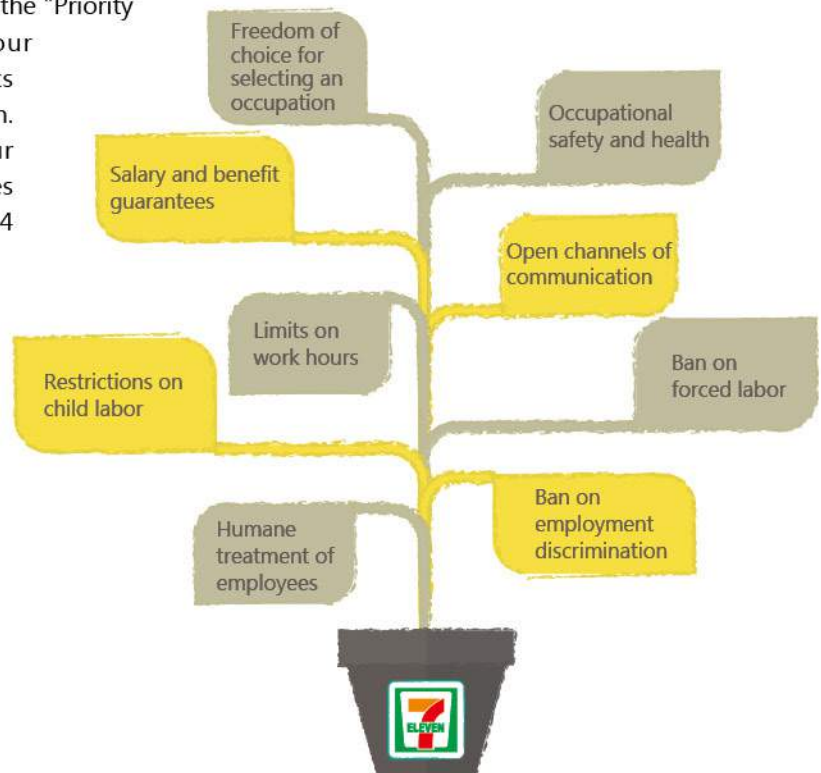 the "Priority
our
ts
n.
ur
es
4
Freedom of
choice for
selecting an
occupation
Occupational
safety and health
Salary and benefit
guarantees
Open channels of
communication
Limits on
work hours
Ban on
forced labor
Restrictions on
child labor
Ban on
employment
discrimination
Humane
treatment of
employees
7
ELEVEN